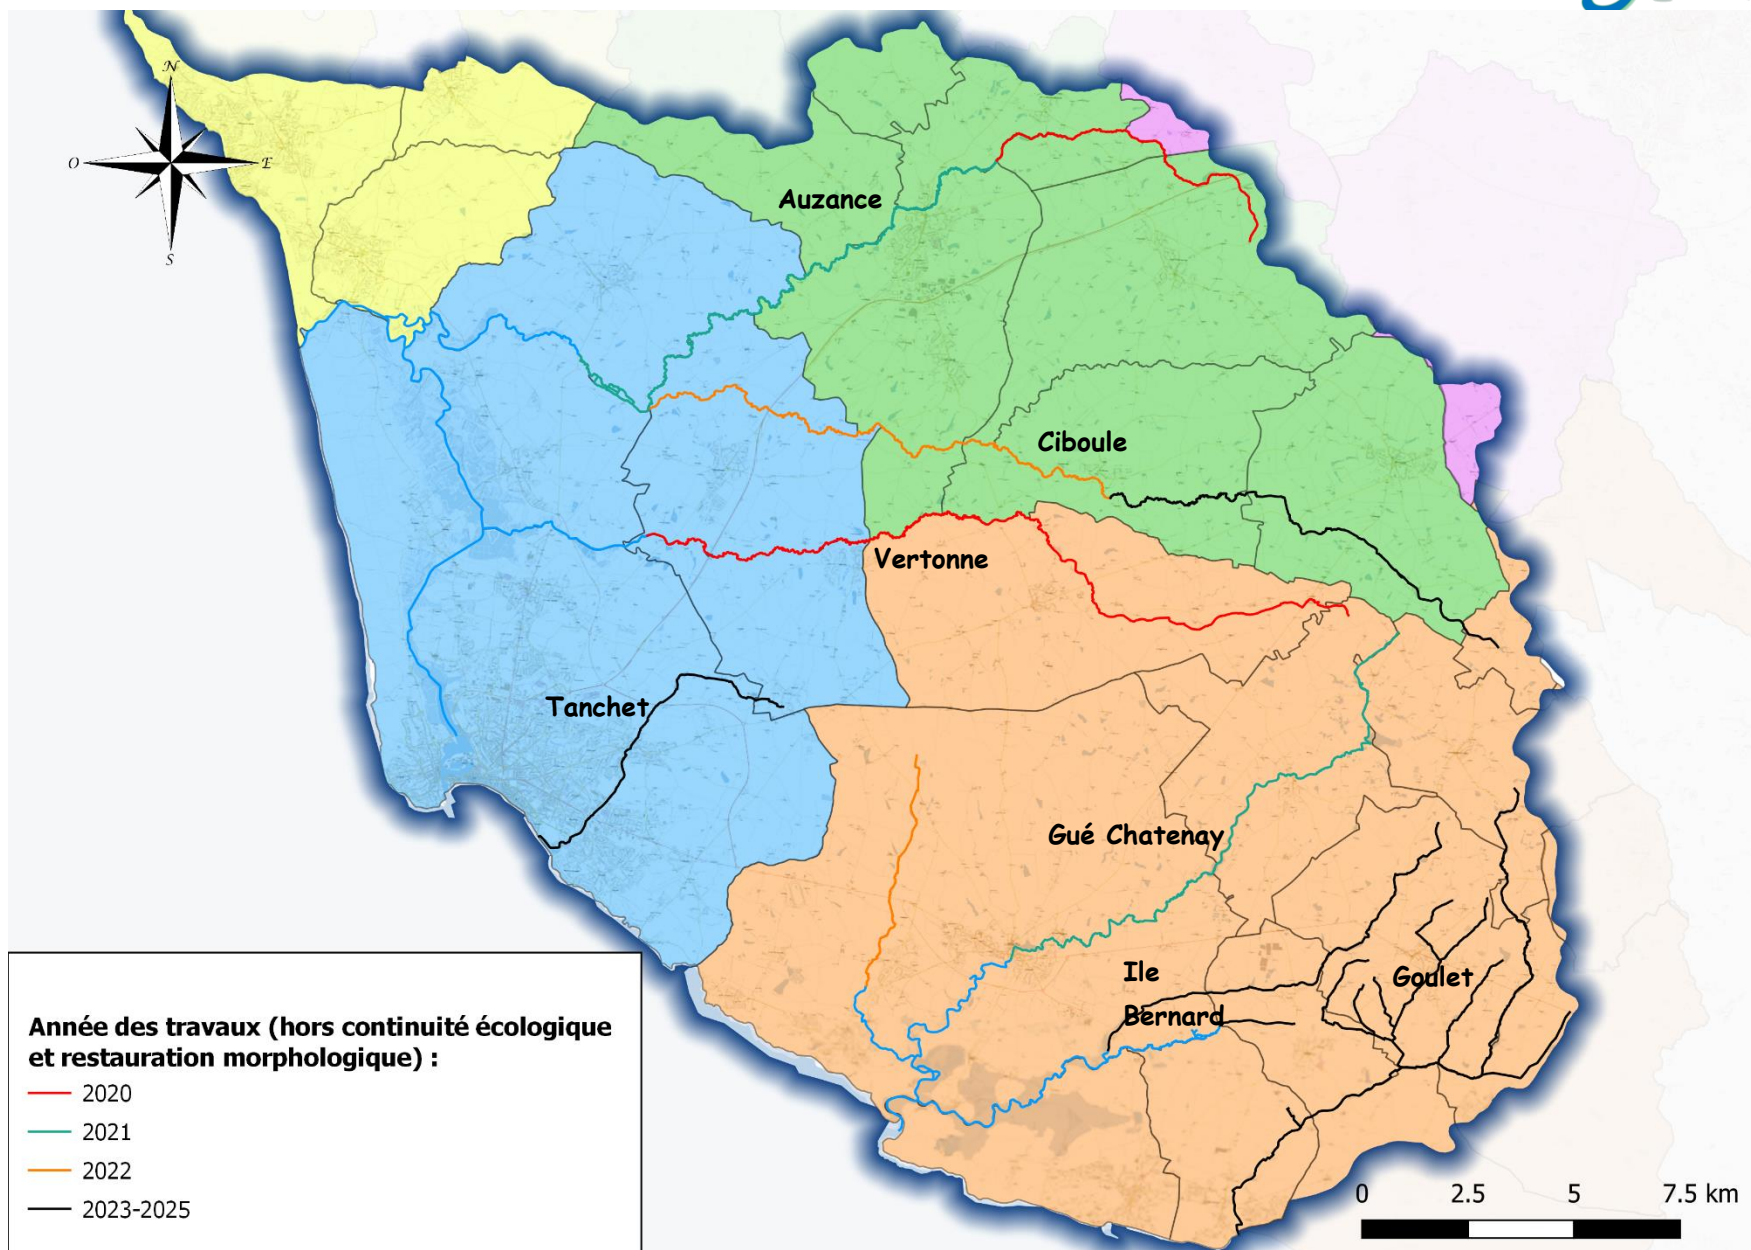 N
O
E
S
Auzance
Ciboule
Vertonne
Tanchet
Gué Chatenay
Ile
Bernard
Goulet
Année des travaux (hors continuité écologique
et restauration morphologique) :
2020
2021
2022
2023-2025
0 2.5 5 7.5 km